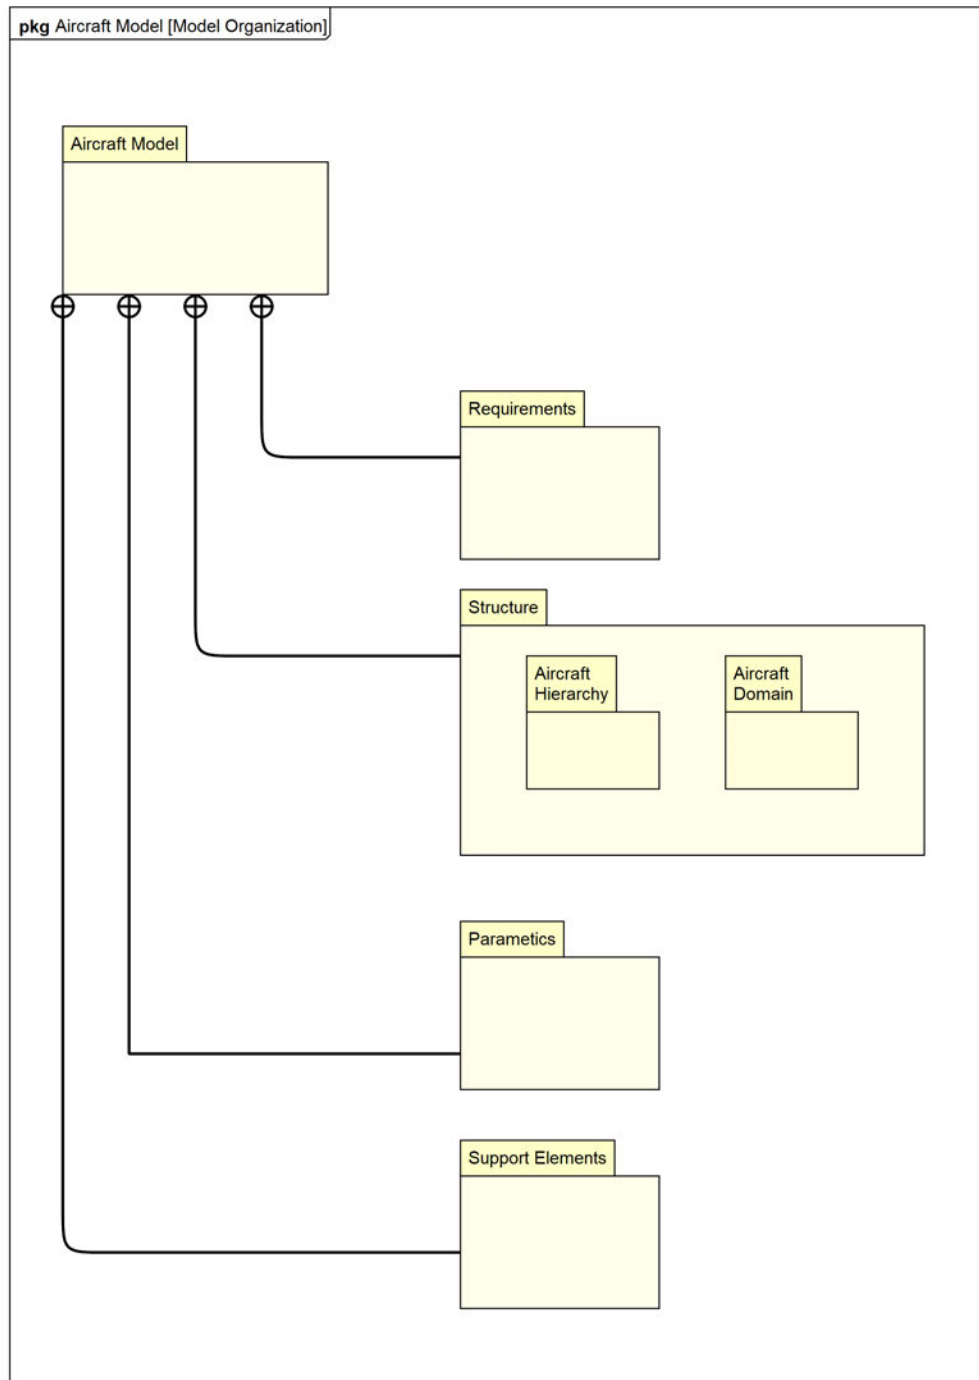 pkg Aircraft Model [Model Organization]
Aircraft Model
Requirements
Structure
Aircraft
Hierarchy
Aircraft
Domain
Parametics
Support Elements